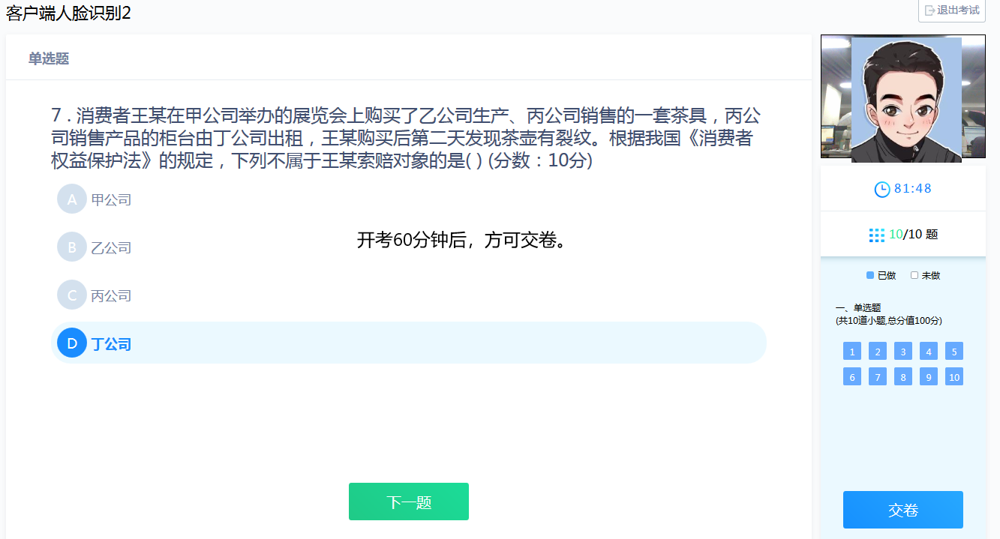 客户端人脸识别2
退出考试
单选题
7 . 消费者王某在甲公司举办的展览会上购买了乙公司生产、丙公司销售的一套茶具，丙公
司销售产品的柜台由丁公司出租，王某购买后第二天发现茶壶有裂纹。根据我国《消费者
权益保护法》的规定，下列不属于王某索赔对象的是( ) (分数：10分)
A 甲公司
B 乙公司
C 丙公司
D 丁公司
开考60分钟后，方可交卷。
下一题
81:48
10/10 题
已做 未做
一、单选题
(共10道小题,总分值100分)
1 2 3 4 5
6 7 8 9 10
交卷